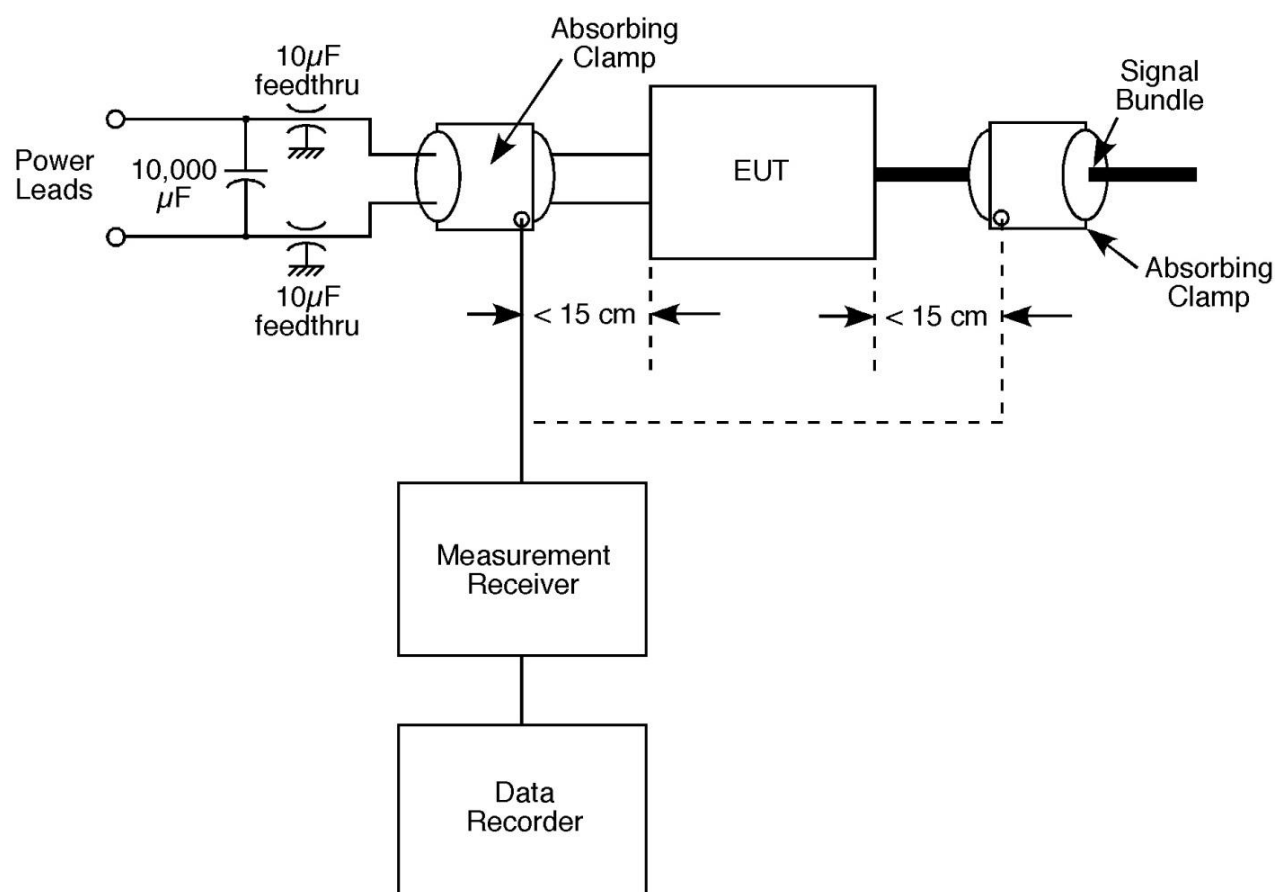 Absorbing
Clamp
10µF
feedthru
Signal
Bundle
Power
Leads
10,000
µF
EUT
10µF
feedthru
Absorbing
Clamp
< 15 cm
< 15 cm
Measurement
Receiver
Data
Recorder